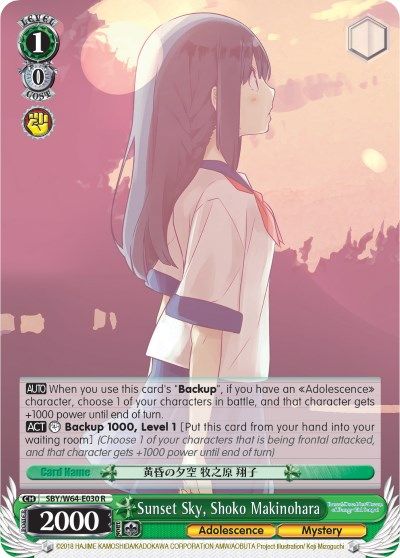 LEVEL
1
0
COST
AUTO When you use this card's "Backup", if you have an «Adolescence»
character, choose 1 of your characters in battle, and that character gets
+1000 power until end of turn.
ACT Backup 1000, Level 1 [Put this card from your hand into your
waiting room] (Choose 1 of your characters that is being frontal attacked,
and that character gets +1000 power until end of turn)
Card Name 黄昏の夕空 牧之原 翔子
CH SBY/W64-E030 R
Sunset Sky, Shoko Makinohara
POWER 2000 SOUL
Adolescence Mystery
©2018 HAJIME KAMOSHIDA/KADOKAWA CORPORATION AMW/AOBUTA Project Illustration/ Keji Mizoguchi